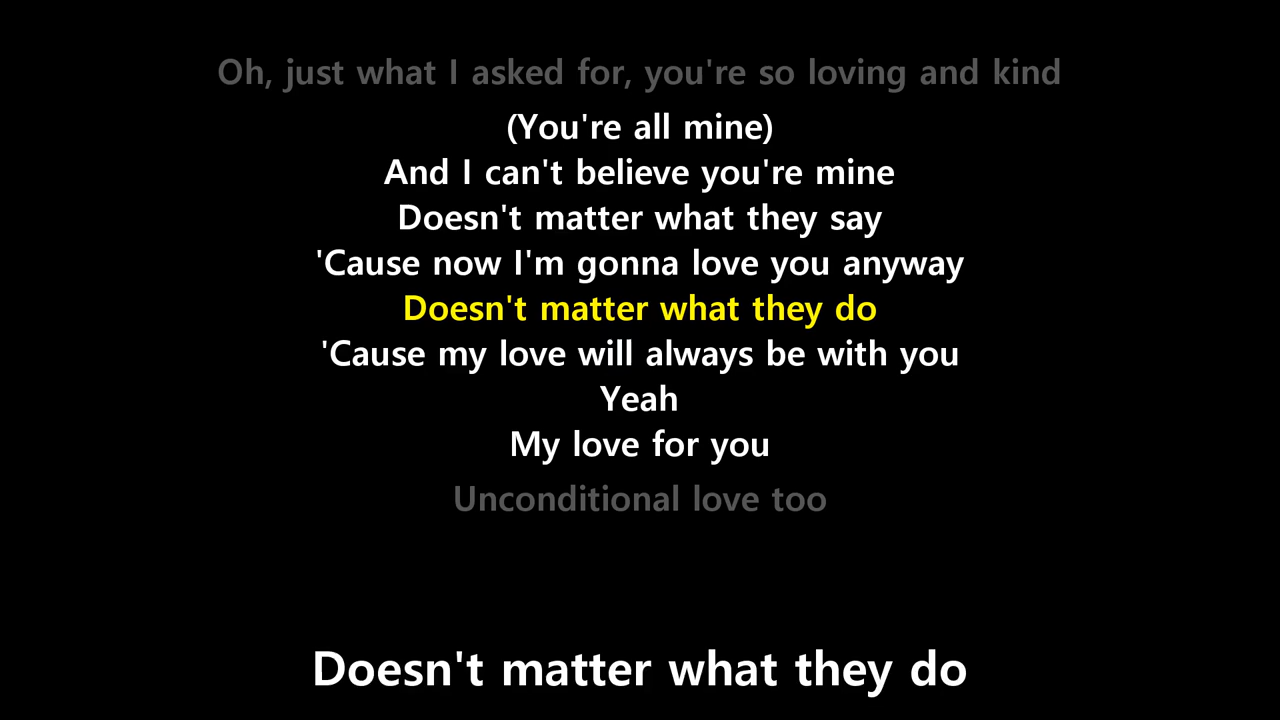 Oh, just what I asked for, you're so loving and kind
(You're all mine)
And I can't believe you're mine
Doesn't matter what they say
'Cause now I'm gonna love you anyway
Doesn't matter what they do
'Cause my love will always be with you
Yeah
My love for you
Unconditional love too
Doesn't matter what they do